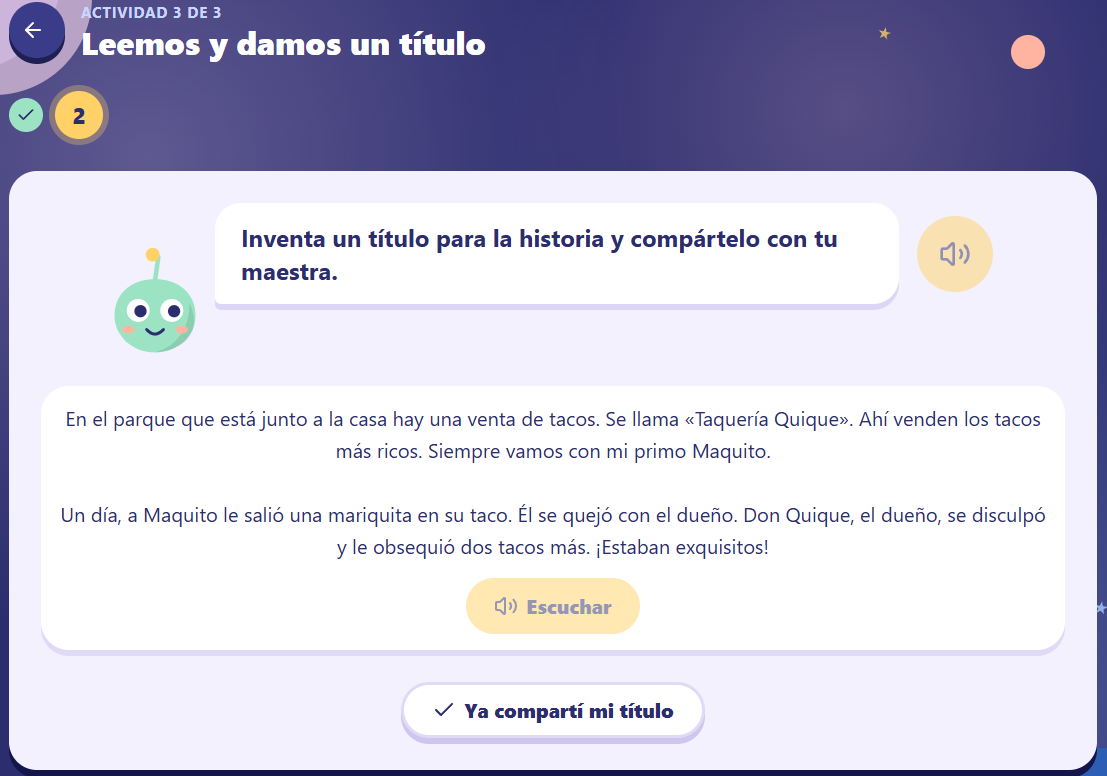 ACTIVIDAD 3 DE 3
Leemos y damos un título
2
Inventa un título para la historia y compártelo con tu
maestra.
En el parque que está junto a la casa hay una venta de tacos. Se llama «Taquería Quique». Ahí venden los tacos
más ricos. Siempre vamos con mi primo Maquito.
Un día, a Maquito le salió una mariquita en su taco. Él se quejó con el dueño. Don Quique, el dueño, se disculpó
y le obsequió dos tacos más. ¡Estaban exquisitos!
Escuchar
Ya compartí mi título